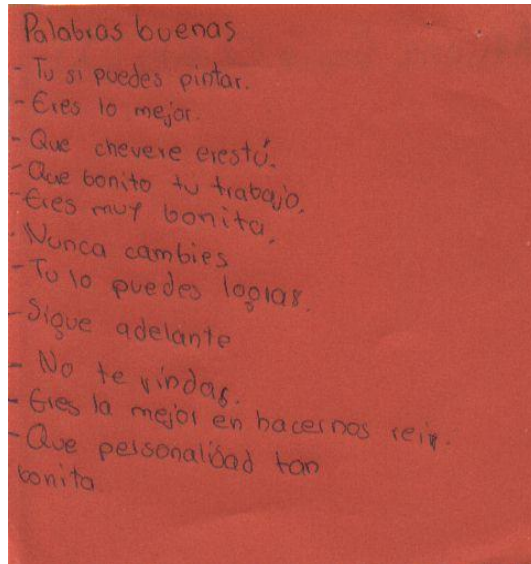 Palabras buenas
- Tu si puedes pintar.
- Eres lo mejor.
- Que chevere erestú.
- Que bonito tu trabajo.
- Eres muy bonita.
. Nunca cambies
- Tu lo puedes lograr.
- Sigue adelante
- No te rindas.
- Eres la mejor en hacernos reir.
- Que personalidad tan
bonita.